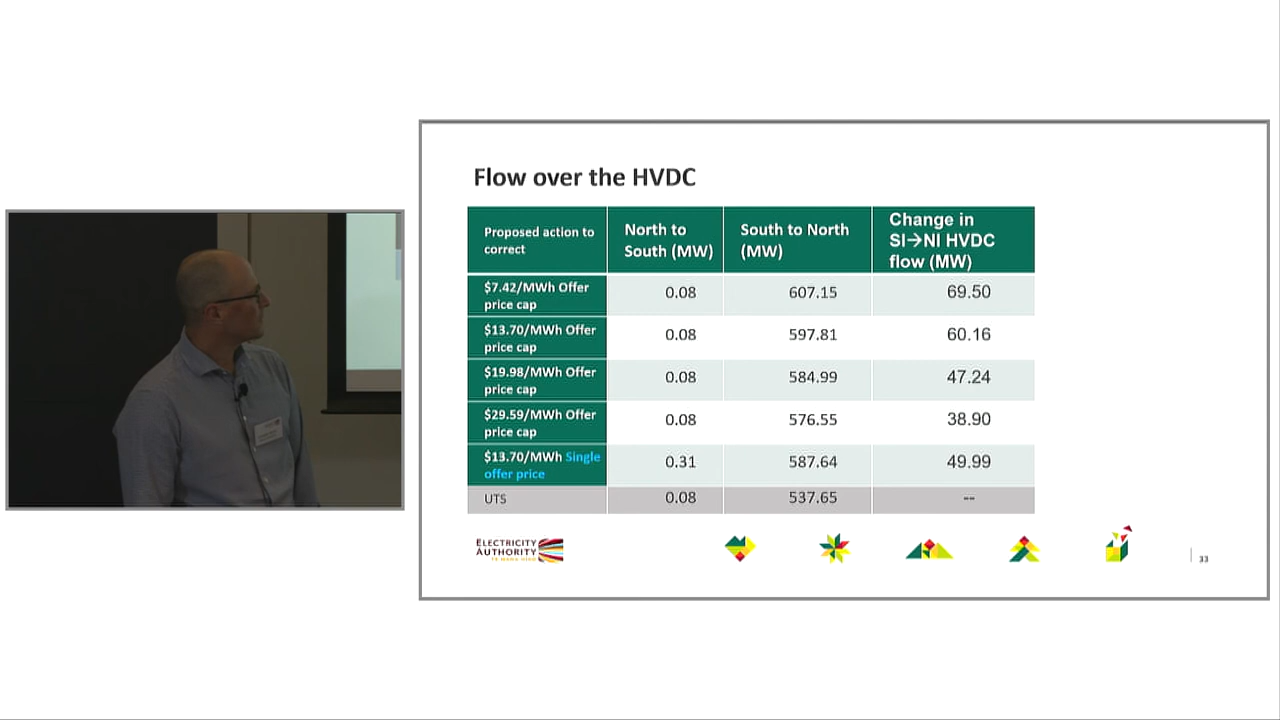 Flow over the HVDC
Proposed action to
correct
North to
South (MW)
South to North
(MW)
Change in
SI→NI HVDC
flow (MW)
$7.42/MWh Offer
price cap
0.08
607.15
69.50
$13.70/MWh Offer
price cap
0.08
597.81
60.16
$19.98/MWh Offer
price cap
0.08
584.99
47.24
$29.59/MWh Offer
price cap
0.08
576.55
38.90
$13.70/MWh Single
offer price
0.31
587.64
49.99
UTS
0.08
537.65
--
ELECTRICITY
AUTHORITY
TE MANA HIKO
33